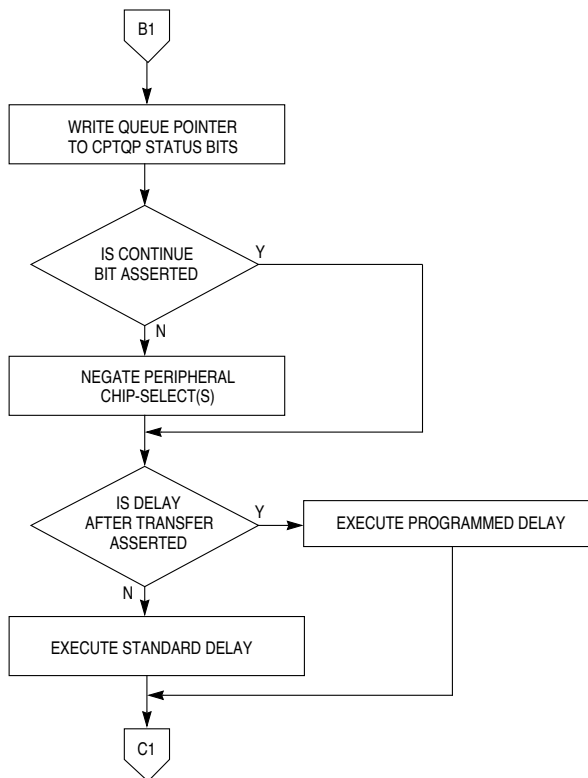 B1
WRITE QUEUE POINTER
TO CPTQP STATUS BITS
IS CONTINUE
BIT ASSERTED
Y
N
NEGATE PERIPHERAL
CHIP-SELECT(S)
IS DELAY
AFTER TRANSFER
ASSERTED
Y
EXECUTE PROGRAMMED DELAY
N
EXECUTE STANDARD DELAY
C1